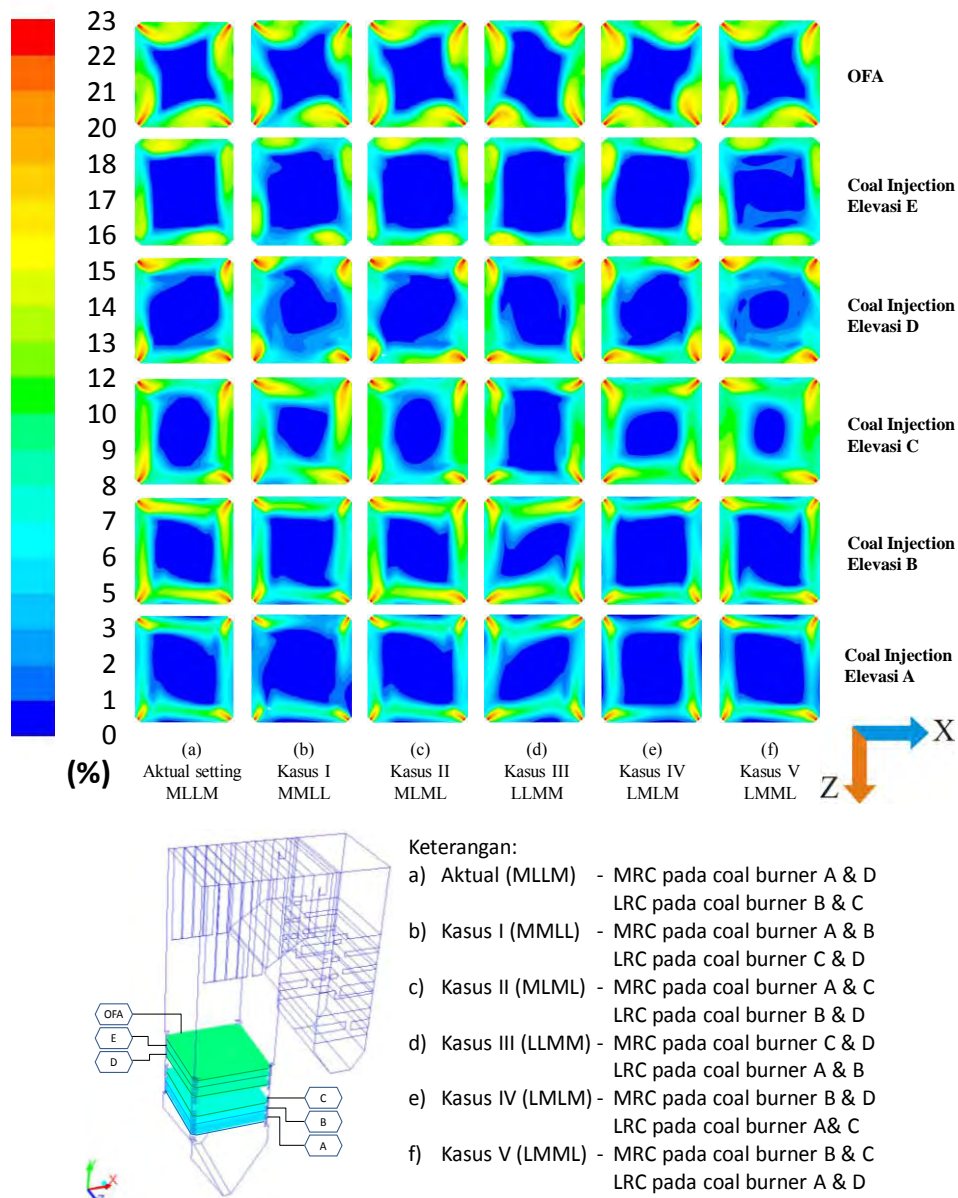 23
22
21
20
18
17
16
15
14
13
12
10
9
8
7
6
5
3
2
1
0
(%)
OFA
Coal Injection
Elevasi E
Coal Injection
Elevasi D
Coal Injection
Elevasi C
Coal Injection
Elevasi B
Coal Injection
Elevasi A
X
Z
(a)
Aktual setting
MLLM
(b)
Kasus I
MMLL
(c)
Kasus II
MLML
(d)
Kasus III
LLMM
(e)
Kasus IV
LMLM
(f)
Kasus V
LMML
OFA
E
D
C
B
A
Y
X
Z
Keterangan:
a) Aktual (MLLM) - MRC pada coal burner A & D
LRC pada coal burner B & C
b) Kasus I (MMLL) - MRC pada coal burner A & B
LRC pada coal burner C & D
c) Kasus II (MLML) - MRC pada coal burner A & C
LRC pada coal burner B & D
d) Kasus III (LLMM) - MRC pada coal burner C & D
LRC pada coal burner A & B
e) Kasus IV (LMLM) - MRC pada coal burner B & D
LRC pada coal burner A& C
f) Kasus V (LMML) - MRC pada coal burner B & C
LRC pada coal burner A & D